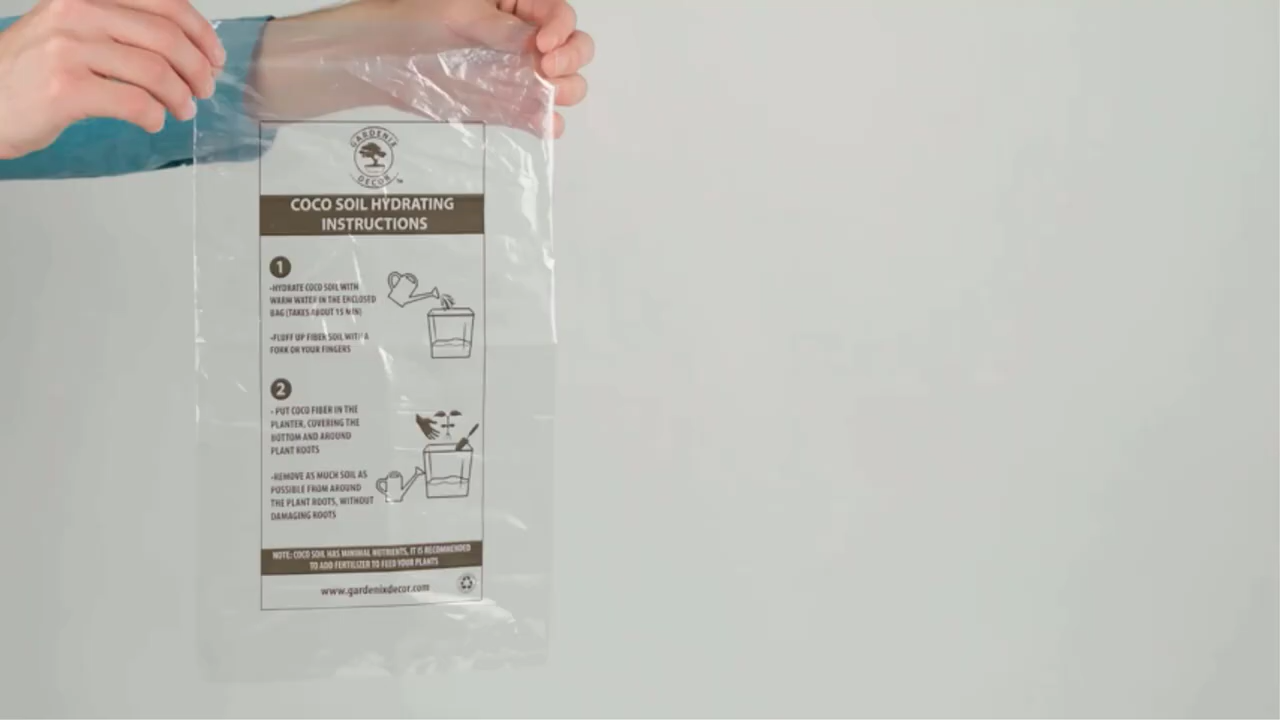 GARDENIX
DECOR™
COCO SOIL HYDRATING
INSTRUCTIONS
1
-HYDRATE COCO SOIL WITH
WARM WATER IN THE ENCLOSED
BAG (TAKES ABOUT 15 MIN)
-FLUFF UP FIBER SOIL WITH A
FORK OR YOUR FINGERS
2
- PUT COCO FIBER IN THE
PLANTER, COVERING THE
BOTTOM AND AROUND
PLANT ROOTS
-REMOVE AS MUCH SOIL AS
POSSIBLE FROM AROUND
THE PLANT ROOTS, WITHOUT
DAMAGING ROOTS
NOTE: COCO SOIL HAS MINIMAL NUTRIENTS, IT IS RECOMMENDED
TO ADD FERTILIZER TO FEED YOUR PLANTS
www.gardenixdecor.com